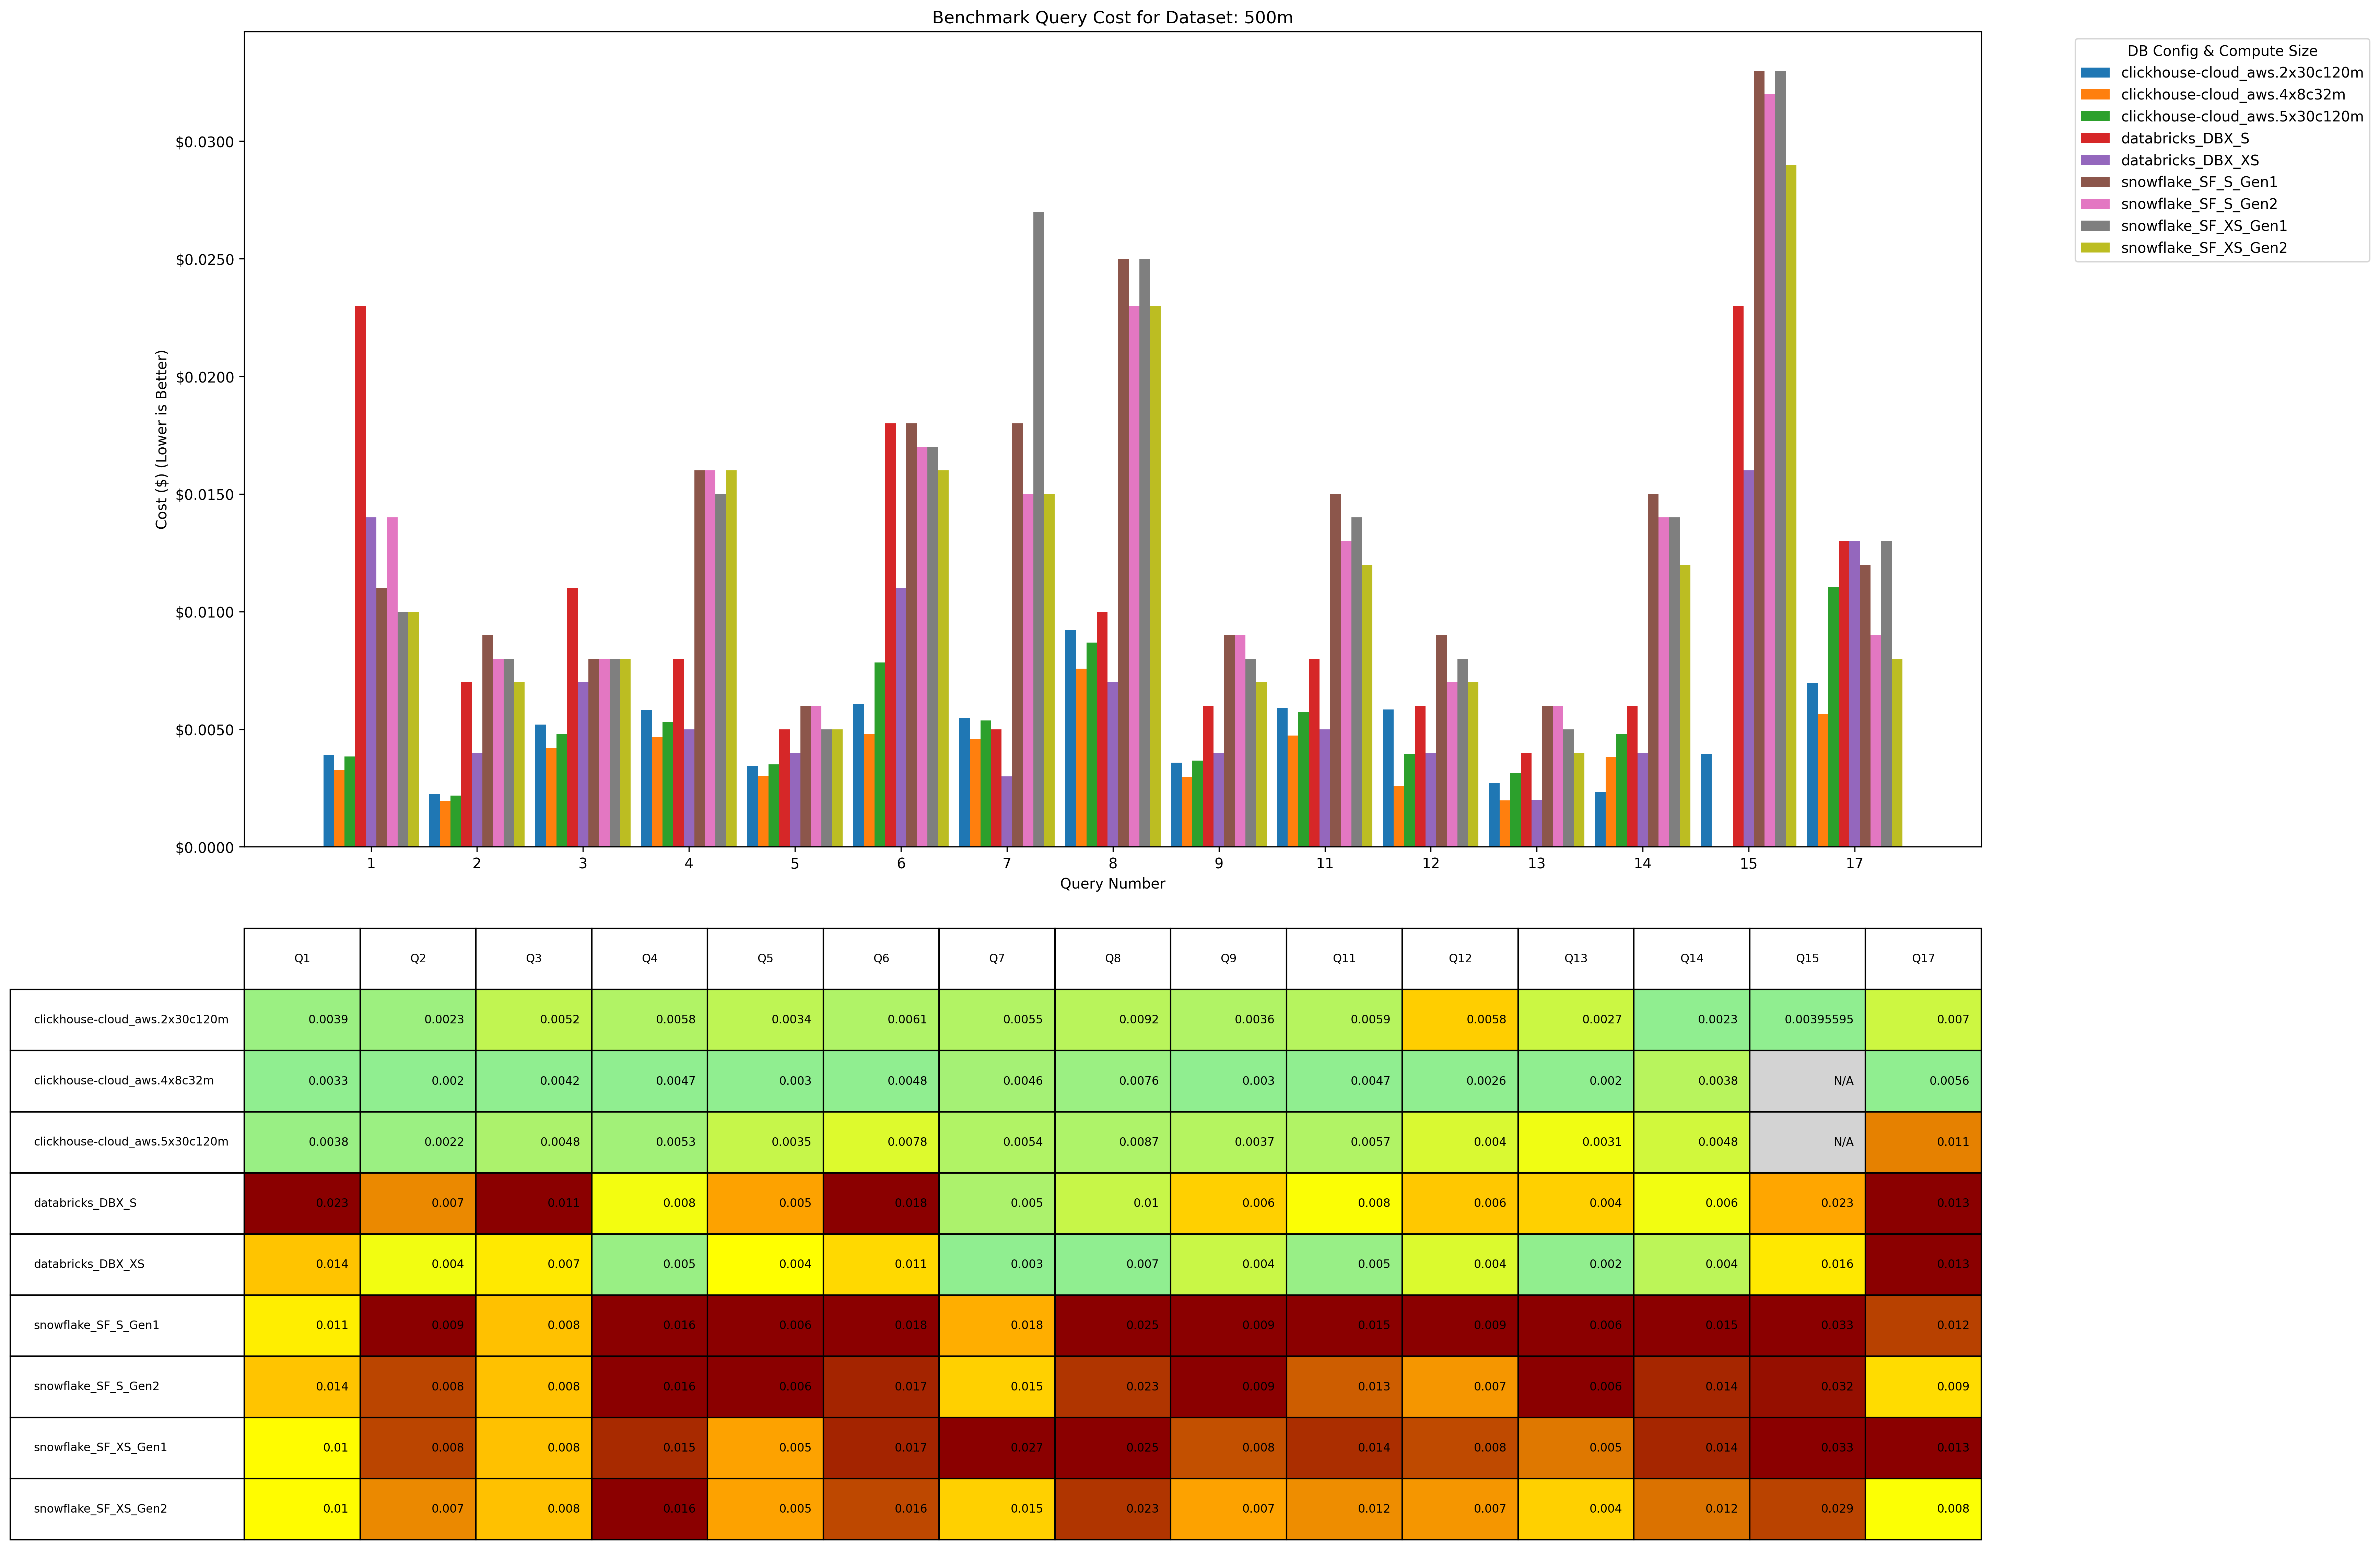 Benchmark Query Cost for Dataset: 500m
DB Config & Compute Size
clickhouse-cloud_aws.2x30c120m
clickhouse-cloud_aws.4x8c32m
clickhouse-cloud_aws.5x30c120m
databricks_DBX_S
databricks_DBX_XS
snowflake_SF_S_Gen1
snowflake_SF_S_Gen2
snowflake_SF_XS_Gen1
snowflake_SF_XS_Gen2
Cost ($) (Lower is Better)
$0.0300
$0.0250
$0.0200
$0.0150
$0.0100
$0.0050
$0.0000
1 2 3 4 5 6 7 8 9 11 12 13 14 15 17
Query Number
Q1 Q2 Q3 Q4 Q5 Q6 Q7 Q8 Q9 Q11 Q12 Q13 Q14 Q15 Q17
clickhouse-cloud_aws.2x30c120m 0.0039 0.0023 0.0052 0.0058 0.0034 0.0061 0.0055 0.0092 0.0036 0.0059 0.0058 0.0027 0.0023 0.00395595 0.007
clickhouse-cloud_aws.4x8c32m 0.0033 0.002 0.0042 0.0047 0.003 0.0048 0.0046 0.0076 0.003 0.0047 0.0026 0.002 0.0038 N/A 0.0056
clickhouse-cloud_aws.5x30c120m 0.0038 0.0022 0.0048 0.0053 0.0035 0.0078 0.0054 0.0087 0.0037 0.0057 0.004 0.0031 0.0048 N/A 0.011
databricks_DBX_S 0.023 0.007 0.011 0.008 0.005 0.018 0.005 0.01 0.006 0.008 0.006 0.004 0.006 0.023 0.013
databricks_DBX_XS 0.014 0.004 0.007 0.005 0.004 0.011 0.003 0.007 0.004 0.005 0.004 0.002 0.004 0.016 0.013
snowflake_SF_S_Gen1 0.011 0.009 0.008 0.016 0.006 0.018 0.018 0.025 0.009 0.015 0.009 0.006 0.015 0.033 0.012
snowflake_SF_S_Gen2 0.014 0.008 0.008 0.016 0.006 0.017 0.015 0.023 0.009 0.013 0.007 0.006 0.014 0.032 0.009
snowflake_SF_XS_Gen1 0.01 0.008 0.008 0.015 0.005 0.017 0.027 0.025 0.008 0.014 0.008 0.005 0.014 0.033 0.013
snowflake_SF_XS_Gen2 0.01 0.007 0.008 0.016 0.005 0.016 0.015 0.023 0.007 0.012 0.007 0.004 0.012 0.029 0.008